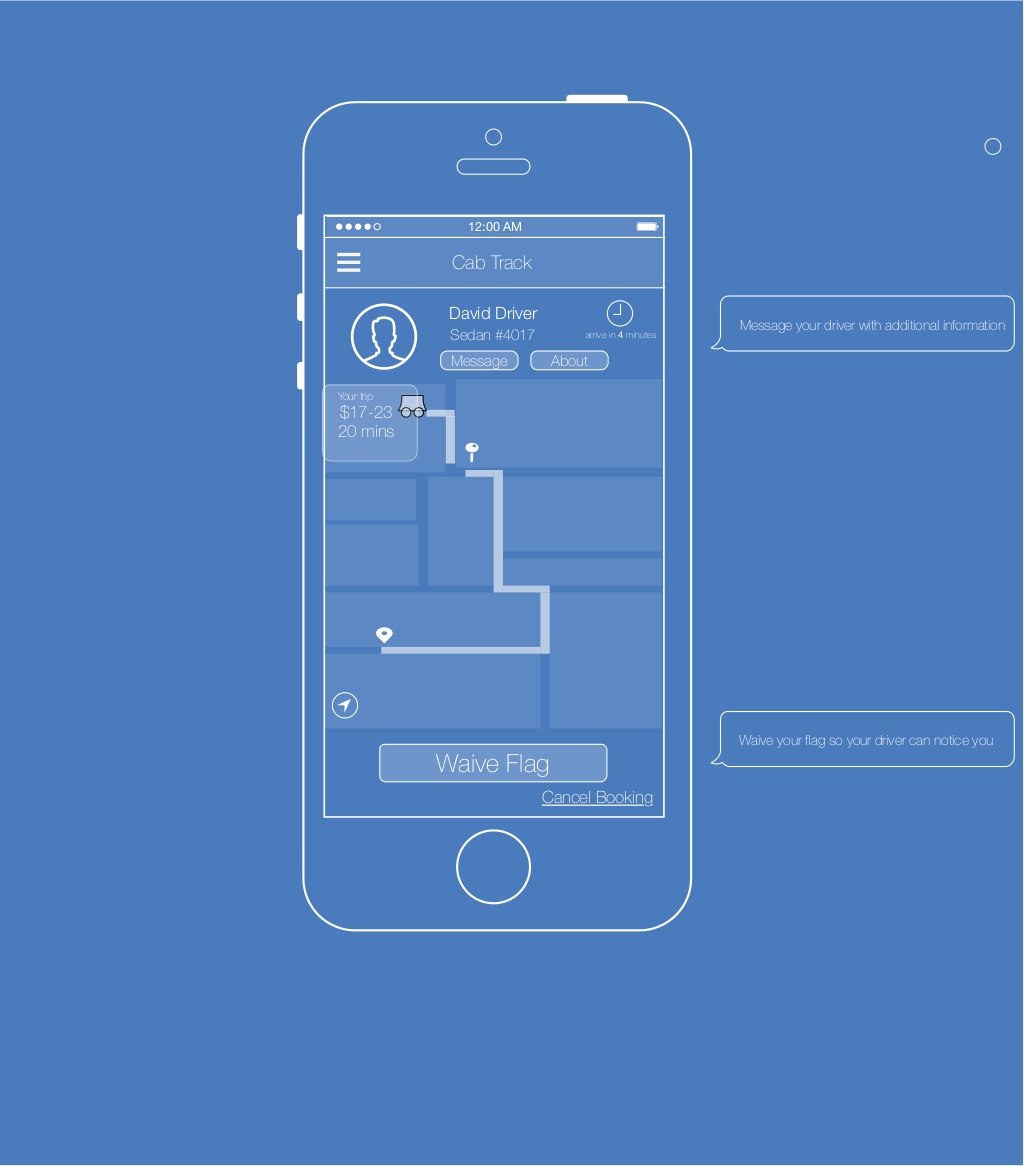 12:00 AM
Cab Track
David Driver
Sedan #4017
arrive in 4 minutes
Message
About
Message your driver with additional information
Your trip
$17-23
20 mins
Waive Flag
Waive your flag so your driver can notice you
Cancel Booking